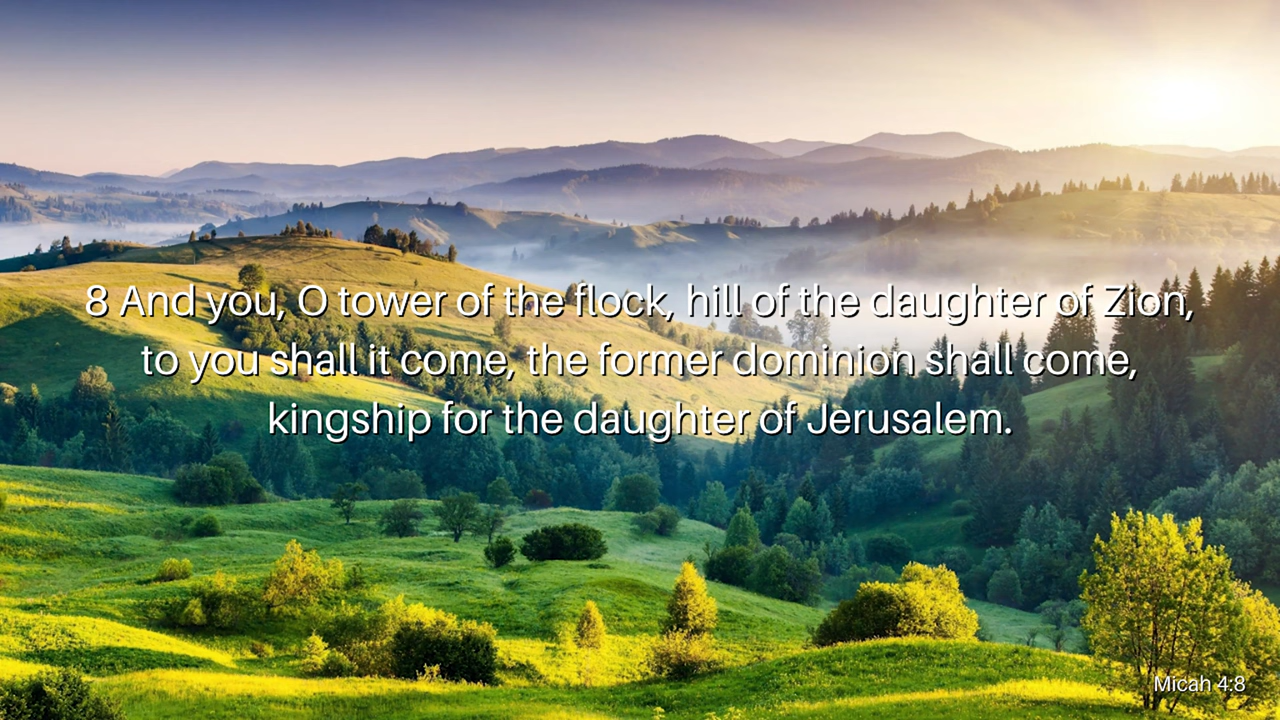 8 And you, O tower of the flock, hill of the daughter of Zion,
to you shall it come, the former dominion shall come,
kingship for the daughter of Jerusalem.
Micah 4:8